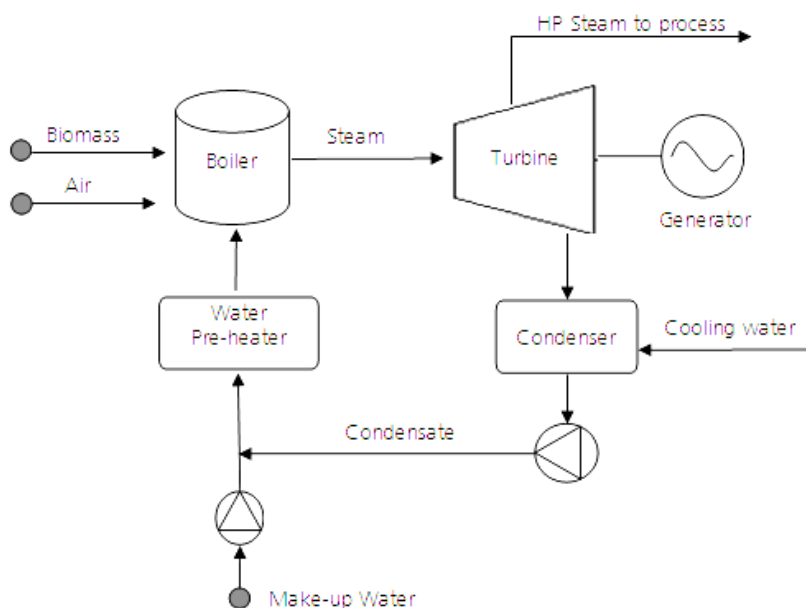 HP Steam to process
Biomass
Steam
Boiler
Turbine
Air
Generator
Water
Pre-heater
Cooling water
Condenser
Condensate
Make-up Water